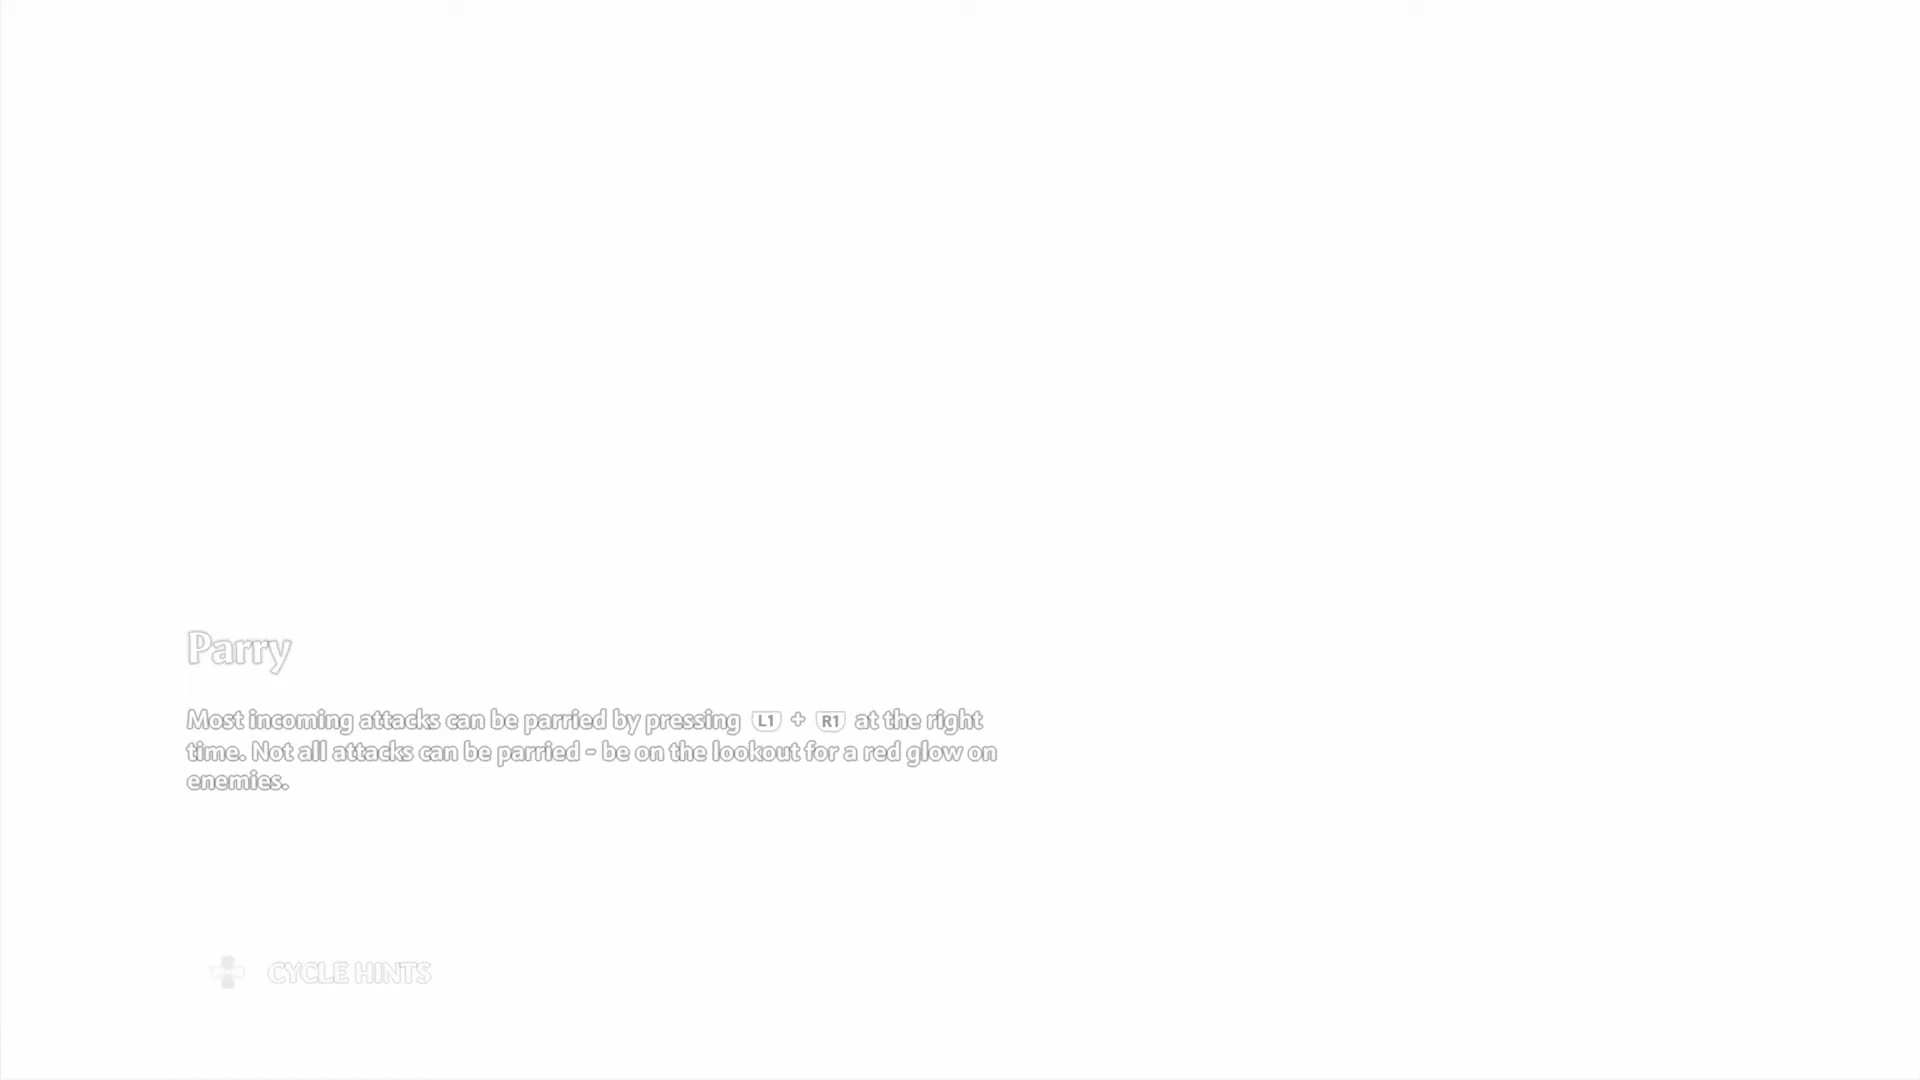 Parry
Most incoming attacks can be parried by pressing L1 + R1 at the right
time. Not all attacks can be parried - be on the lookout for a red glow on
enemies.
CYCLE HINTS